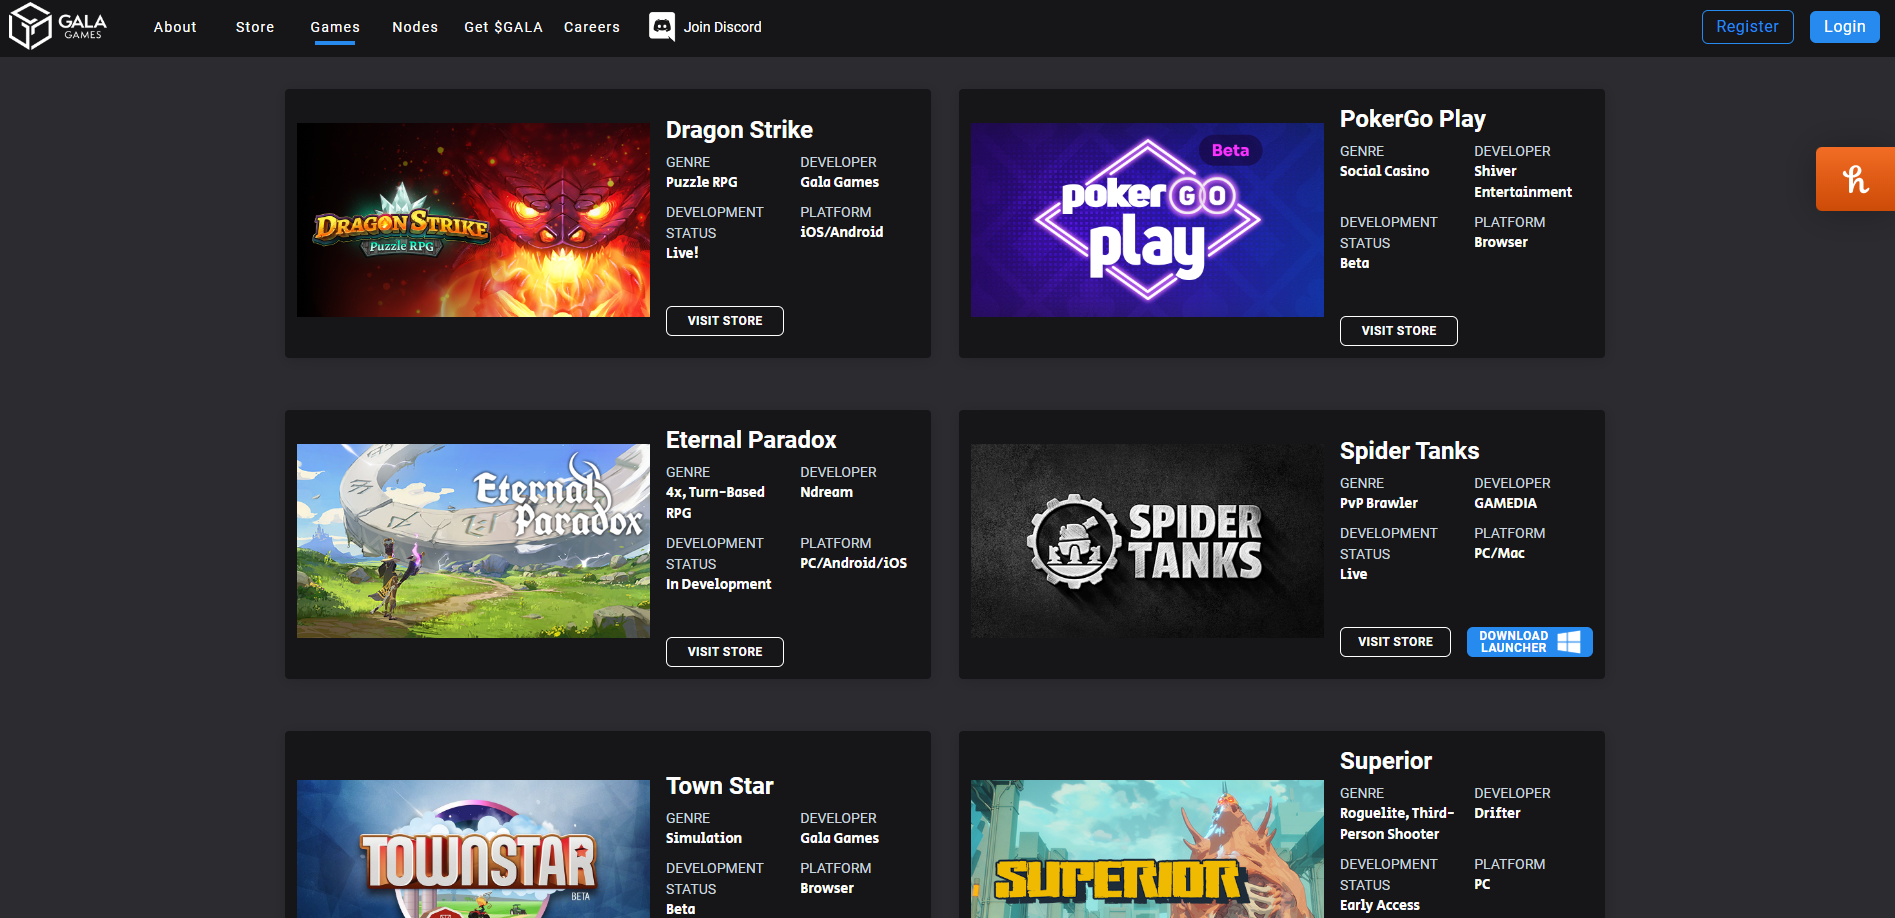 GALA
GAMES
About
Store
Games
Nodes
Get $GALA
Careers
Join Discord
Register
Login
DRAGON STRIKE
Puzzle RPG
Dragon Strike
GENRE
Puzzle RPG
DEVELOPER
Gala Games
DEVELOPMENT
STATUS
Live!
PLATFORM
iOS/Android
VISIT STORE
Beta
poker GO
play
PokerGo Play
GENRE
Social Casino
DEVELOPER
Shiver
Entertainment
DEVELOPMENT
STATUS
Beta
PLATFORM
Browser
VISIT STORE
Eternal
Paradox
Eternal Paradox
GENRE
4x, Turn-Based
RPG
DEVELOPER
Ndream
DEVELOPMENT
STATUS
In Development
PLATFORM
PC/Android/iOS
VISIT STORE
SPIDER
TANKS
Spider Tanks
GENRE
PvP Brawler
DEVELOPER
GAMEDIA
DEVELOPMENT
STATUS
Live
PLATFORM
PC/Mac
VISIT STORE
DOWNLOAD
LAUNCHER
TOWNSTAR
BETA
Town Star
GENRE
Simulation
DEVELOPER
Gala Games
DEVELOPMENT
STATUS
Beta
PLATFORM
Browser
SUPERIOR
Superior
GENRE
Roguelite, Third-
Person Shooter
DEVELOPER
Drifter
DEVELOPMENT
STATUS
Early Access
PLATFORM
PC